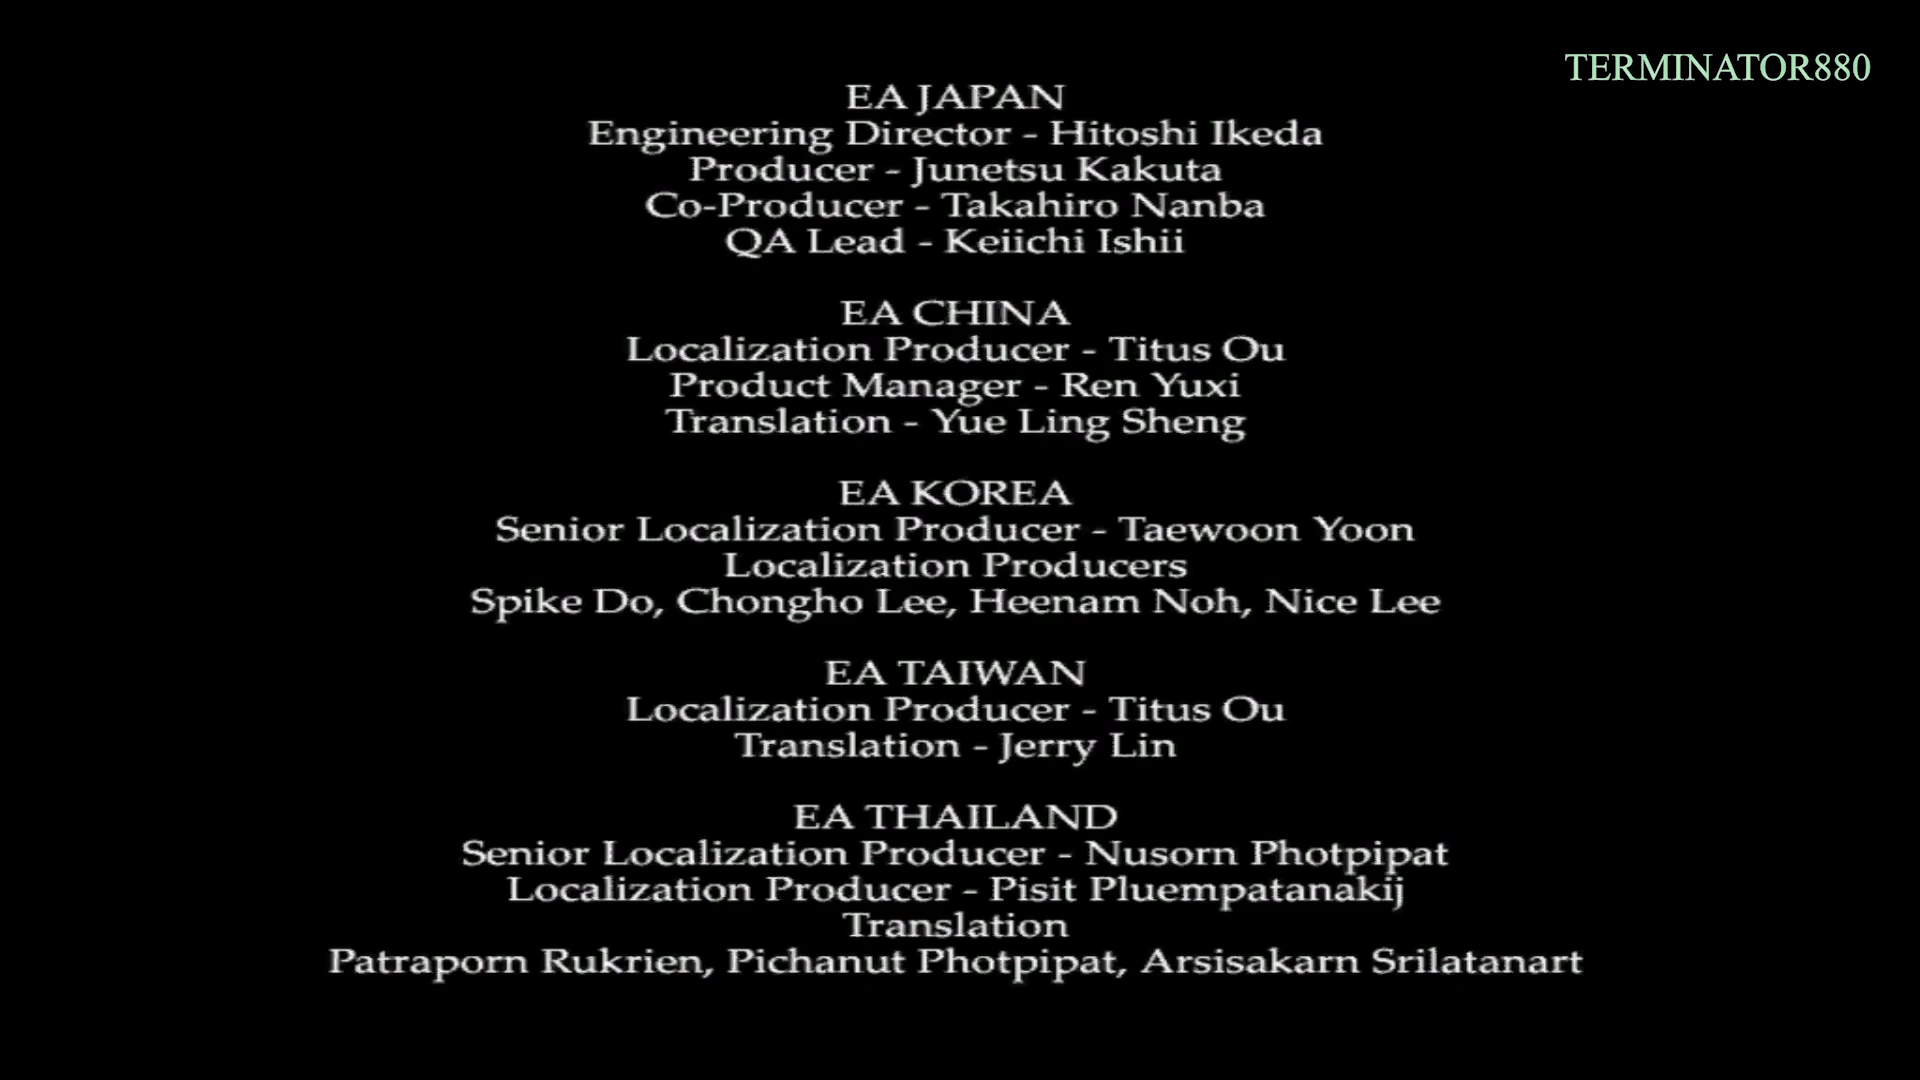 TERMINATOR880
EA JAPAN
Engineering Director - Hitoshi Ikeda
Producer - Junetsu Kakuta
Co-Producer - Takahiro Nanba
QA Lead - Keiichi Ishii
EA CHINA
Localization Producer - Titus Ou
Product Manager - Ren Yuxi
Translation - Yue Ling Sheng
EA KOREA
Senior Localization Producer - Taewoon Yoon
Localization Producers
Spike Do, Chongho Lee, Heenam Noh, Nice Lee
EA TAIWAN
Localization Producer - Titus Ou
Translation - Jerry Lin
EA THAILAND
Senior Localization Producer - Nusorn Photpipat
Localization Producer - Pisit Pluempatanakij
Translation
Patraporn Rukrien, Pichanut Photpipat, Arsisakarn Srilatanart